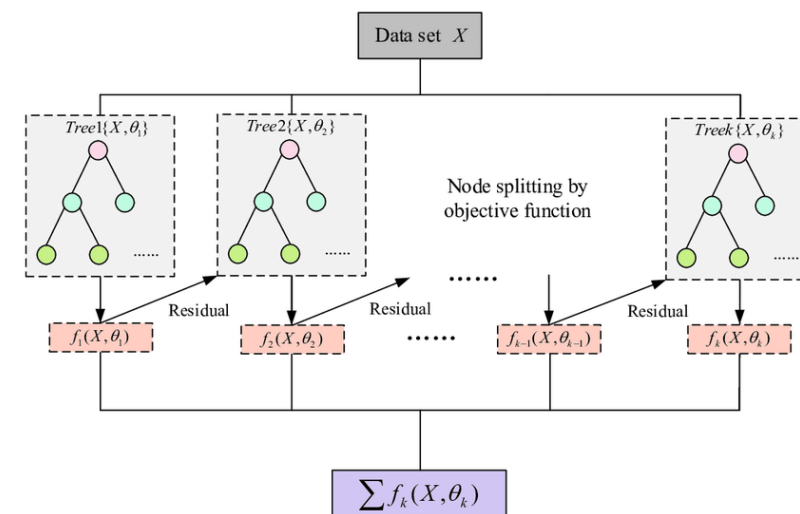 Data set X
Tree1{X,θ₁}
Tree2{X,θ₂}
Treek{X,θₖ}
Node splitting by
objective function
......
......
......
......
Residual
Residual
Residual
f₁(X,θ₁)
f₂(X,θ₂)
......
fₖ₋₁(X,θₖ₋₁)
fₖ(X,θₖ)
∑fₖ(X,θₖ)